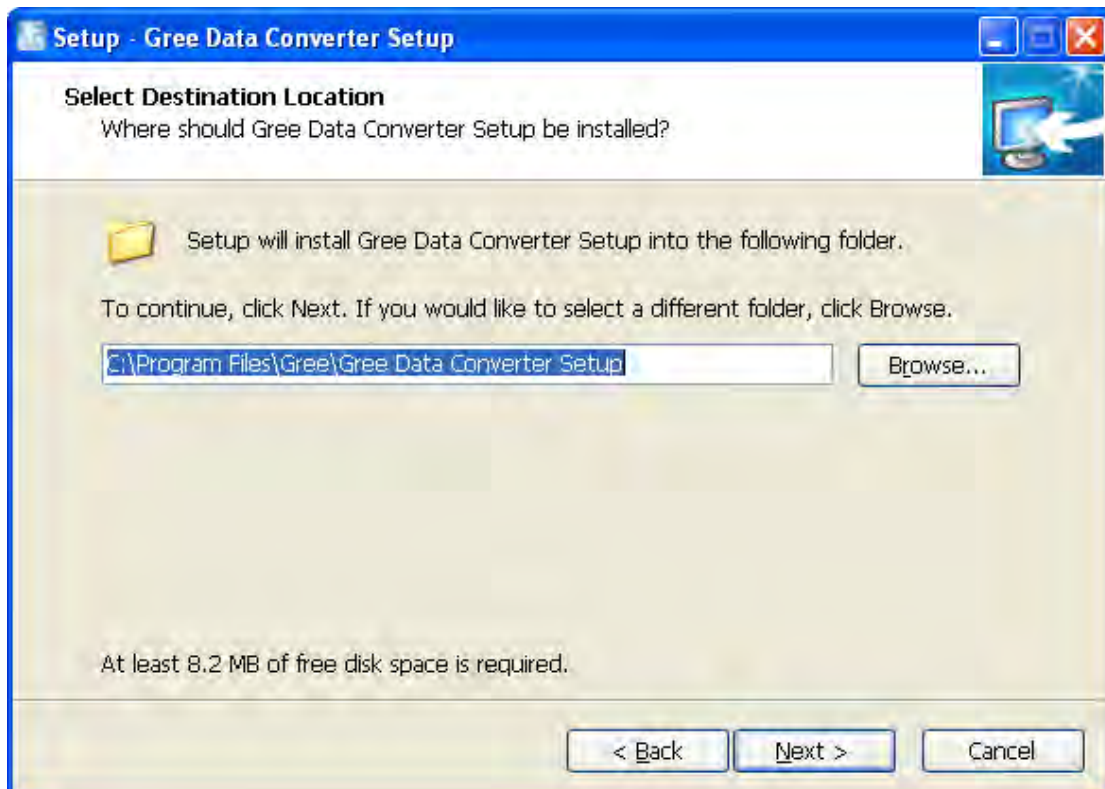 Setup - Gree Data Converter Setup
Select Destination Location
Where should Gree Data Converter Setup be installed?
Setup will install Gree Data Converter Setup into the following folder.
To continue, click Next. If you would like to select a different folder, click Browse.
C:\Program Files\Gree\Gree Data Converter Setup
Browse...
At least 8.2 MB of free disk space is required.
< Back
Next >
Cancel